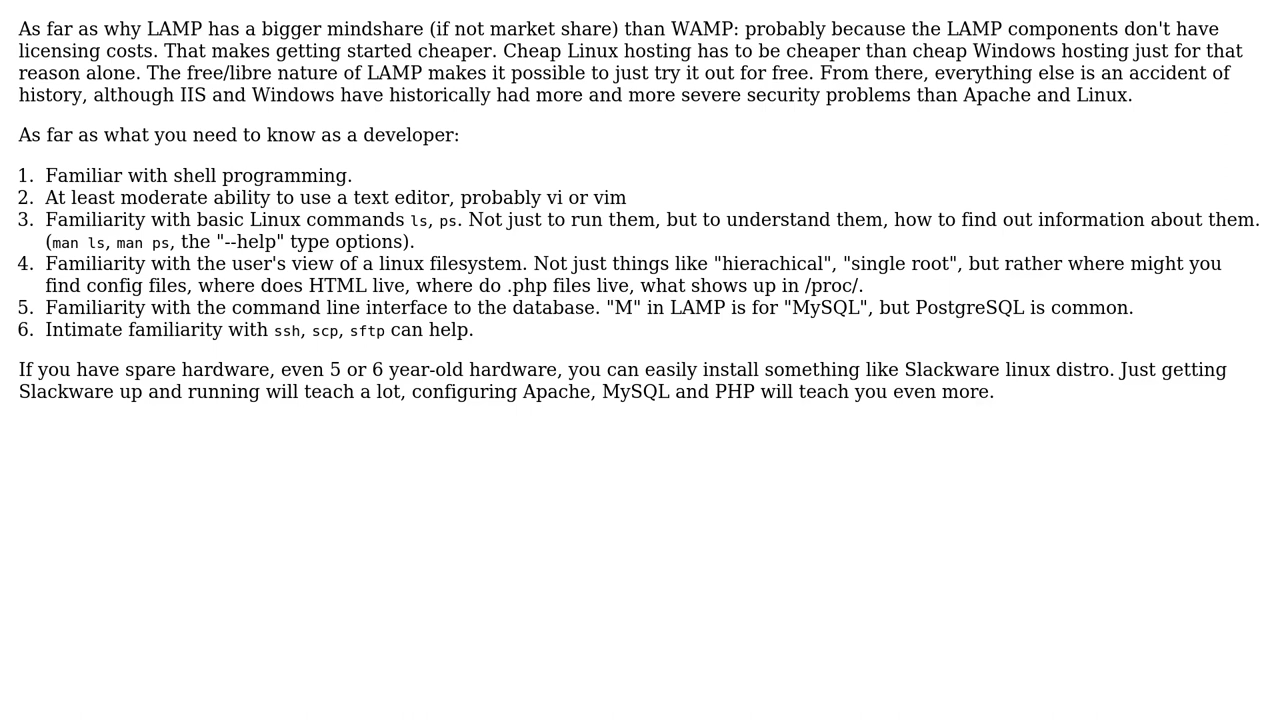 As far as why LAMP has a bigger mindshare (if not market share) than WAMP: probably because the LAMP components don't have
licensing costs. That makes getting started cheaper. Cheap Linux hosting has to be cheaper than cheap Windows hosting just for that
reason alone. The free/libre nature of LAMP makes it possible to just try it out for free. From there, everything else is an accident of
history, although IIS and Windows have historically had more and more severe security problems than Apache and Linux.
As far as what you need to know as a developer:
1. Familiar with shell programming.
2. At least moderate ability to use a text editor, probably vi or vim
3. Familiarity with basic Linux commands ls, ps. Not just to run them, but to understand them, how to find out information about them.
(man ls, man ps, the "--help" type options).
4. Familiarity with the user's view of a linux filesystem. Not just things like "hierachical", "single root", but rather where might you
find config files, where does HTML live, where do .php files live, what shows up in /proc/.
5. Familiarity with the command line interface to the database. "M" in LAMP is for "MySQL", but PostgreSQL is common.
6. Intimate familiarity with ssh, scp, sftp can help.
If you have spare hardware, even 5 or 6 year-old hardware, you can easily install something like Slackware linux distro. Just getting
Slackware up and running will teach a lot, configuring Apache, MySQL and PHP will teach you even more.